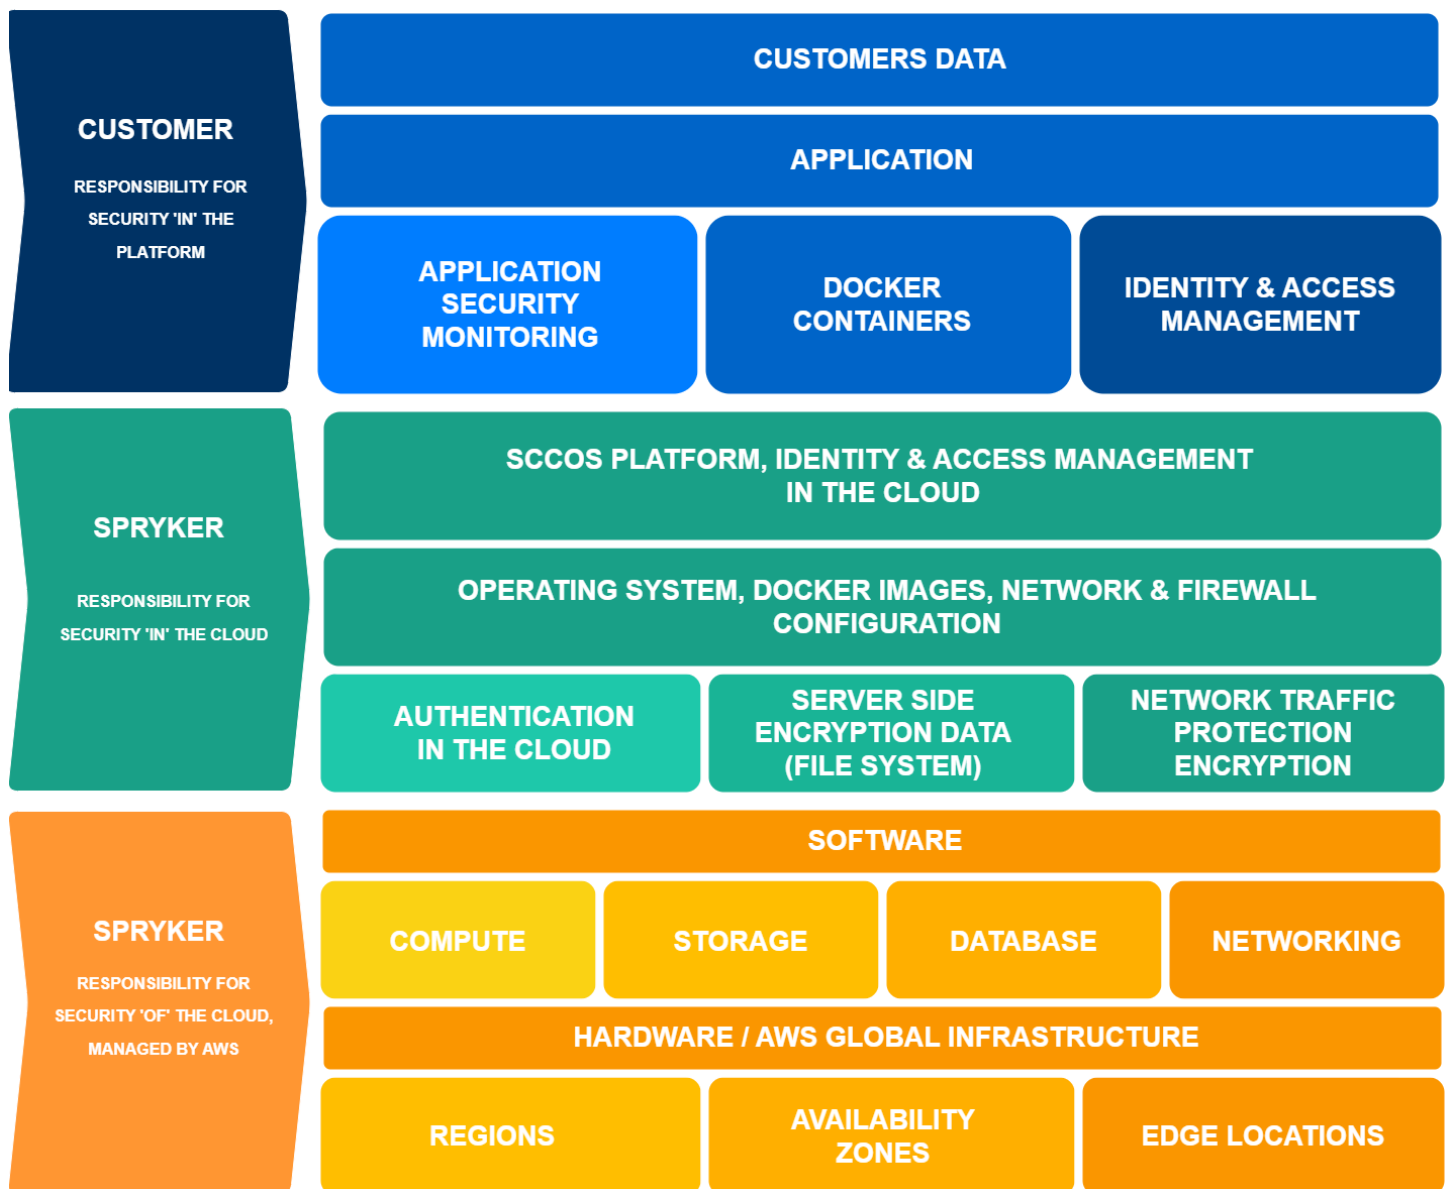 CUSTOMER
RESPONSIBILITY FOR
SECURITY 'IN' THE
PLATFORM
CUSTOMERS DATA
APPLICATION
APPLICATION
SECURITY
MONITORING
DOCKER
CONTAINERS
IDENTITY & ACCESS
MANAGEMENT
SPRYKER
RESPONSIBILITY FOR
SECURITY 'IN' THE CLOUD
SCCOS PLATFORM, IDENTITY & ACCESS MANAGEMENT
IN THE CLOUD
OPERATING SYSTEM, DOCKER IMAGES, NETWORK & FIREWALL
CONFIGURATION
AUTHENTICATION
IN THE CLOUD
SERVER SIDE
ENCRYPTION DATA
(FILE SYSTEM)
NETWORK TRAFFIC
PROTECTION
ENCRYPTION
SPRYKER
RESPONSIBILITY FOR
SECURITY 'OF' THE CLOUD,
MANAGED BY AWS
SOFTWARE
COMPUTE
STORAGE
DATABASE
NETWORKING
HARDWARE / AWS GLOBAL INFRASTRUCTURE
REGIONS
AVAILABILITY
ZONES
EDGE LOCATIONS